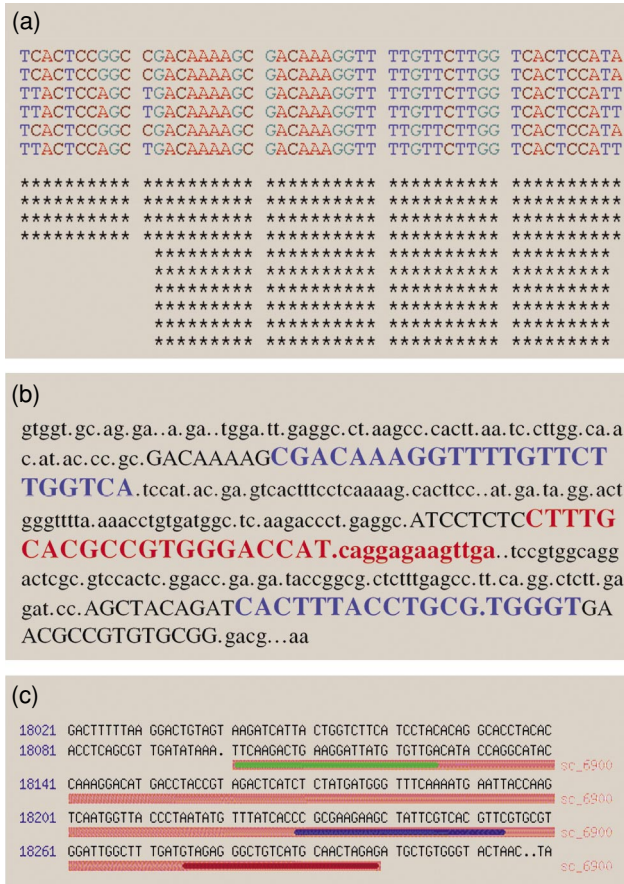 (a)
TCACTCCGGC CGACAAAAGC GACAAAGGTT TTGTTCTTGG TCACTCCATA
TCACTCCGGC CGACAAAAGC GACAAAGGTT TTGTTCTTGG TCACTCCATA
TTACTCCAGC TGACAAAAGC GACAAAGGTT TTGTTCTTGG TCACTCCATT
TTACTCCAGC TGACAAAAGC GACAAAGGTT TTGTTCTTGG TCACTCCATT
TCACTCCGGC CGACAAAAGC GACAAAGGTT TTGTTCTTGG TCACTCCATA
TTACTCCAGC TGACAAAAGC GACAAAGGTT TTGTTCTTGG TCACTCCATT
********** ********** ********** ********** **********
********** ********** ********** ********** **********
********** ********** ********** ********** **********
********** ********** ********** ********** **********
********* ********** ********** *********
********* ********** ********** *********
********* ********** ********** *********
********* ********** ********** *********
********* ********** ********** *********
********* ********** ********** *********
(b)
gtggt.gc.ag.ga..a.ga..tgga.tt.gaggc.ct.aagcc.cactt.aa.tc.cttgg.ca.a
c.at.ac.cc.gc.GACAAAAGCGACAAAGGTTTTGTTCT
TGGTCA.tccat.ac.ga.gtcactttcctcaaaag.cacttcc..at.ga.ta.gg.act
gggtttta.aaacctgtgatggc.tc.aagaccct.gaggc.ATCCTCTCCTTTG
CACGCCGTGGGACCAT.caggagaagttga..tccgtggcagg
actcgc.gtccactc.ggacc.ga.ga.taccggcg.ctctttgagcc.tt.ca.gg.ctctt.ga
gat.cc.AGCTACAGATCACTTTACCTGCG.TGGGTGA
ACGCCGTGTGCGG.gacg...aa
(c)
18021 GACTTTTTAA GGACTGTAGT AAGATCATTA CTGGTCTTCA TCCTACACAG GCACCTACAC
18081 ACCTCAGCGT TGATATAAA. TTCAAGACTG AAGGATTATG TGTTGACATA CCAGGCATAC
sc_6900
18141 CAAAGGACAT GACCTACCGT AGACTCATCT CTATGATGGG TTTCAAAATG AATTACCAAG
sc_6900
18201 TCAATGGTTA CCCTAATATG TTTATCACCC GCGAAGAAGC TATTCGTCAC GTTCGTGCGT
sc_6900
18261 GGATTGGCTT TGATGTAGAG GGCTGTCATG CAACTAGAGA TGCTGTGGGT ACTAAC..TA
sc_6900